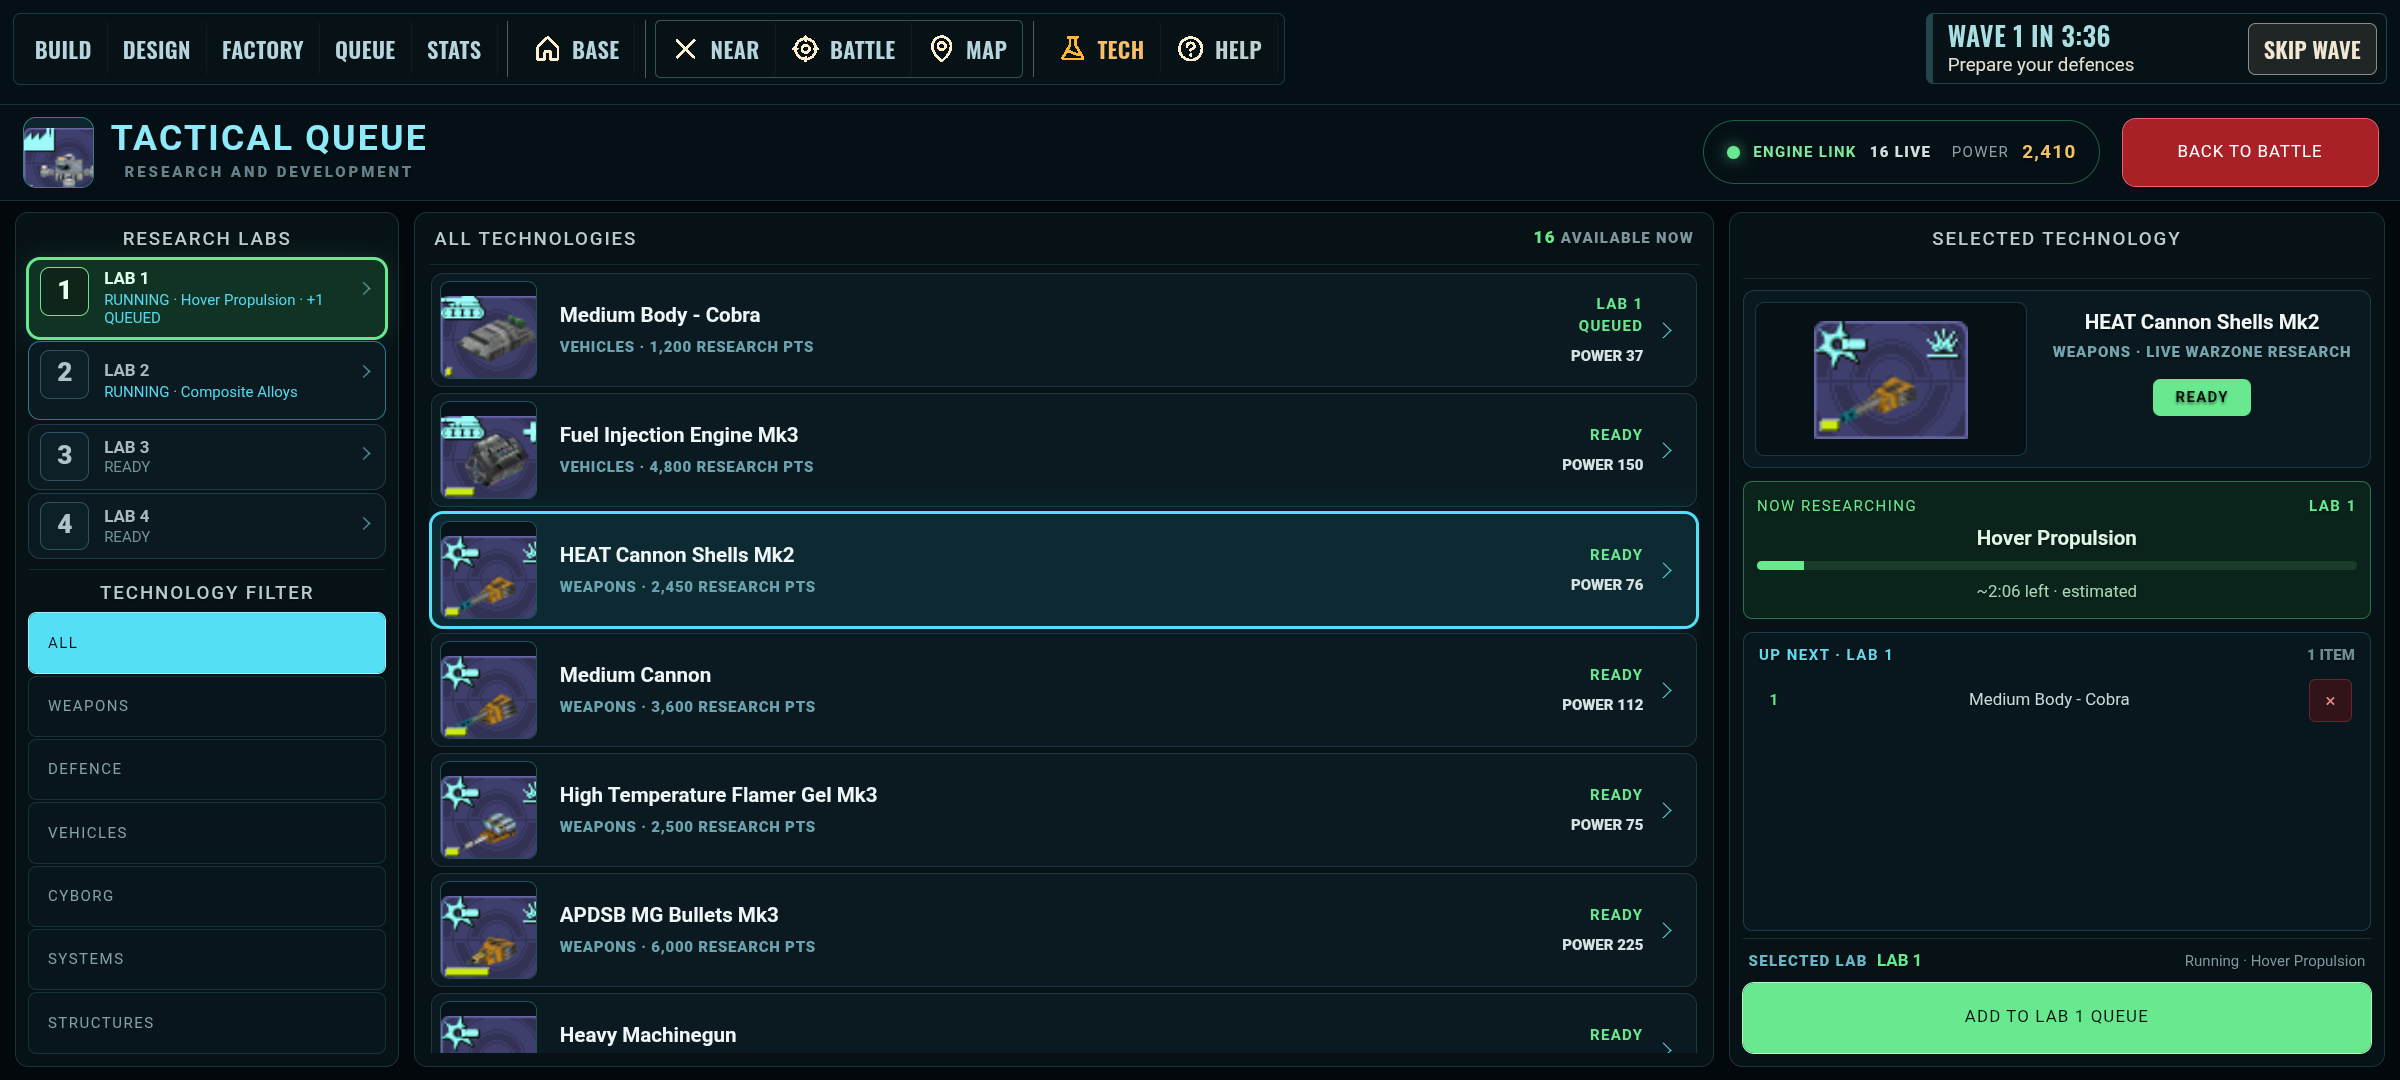 BUILD DESIGN FACTORY QUEUE STATS BASE NEAR BATTLE MAP TECH HELP
WAVE 1 IN 3:36
Prepare your defences
SKIP WAVE
TACTICAL QUEUE
RESEARCH AND DEVELOPMENT
ENGINE LINK 16 LIVE POWER 2,410
BACK TO BATTLE
RESEARCH LABS
1
LAB 1
RUNNING · Hover Propulsion · +1
QUEUED
2
LAB 2
RUNNING · Composite Alloys
3
LAB 3
READY
4
LAB 4
READY
TECHNOLOGY FILTER
ALL
WEAPONS
DEFENCE
VEHICLES
CYBORG
SYSTEMS
STRUCTURES
ALL TECHNOLOGIES
16 AVAILABLE NOW
Medium Body - Cobra
VEHICLES · 1,200 RESEARCH PTS
LAB 1
QUEUED
POWER 37
Fuel Injection Engine Mk3
VEHICLES · 4,800 RESEARCH PTS
READY
POWER 150
HEAT Cannon Shells Mk2
WEAPONS · 2,450 RESEARCH PTS
READY
POWER 76
Medium Cannon
WEAPONS · 3,600 RESEARCH PTS
READY
POWER 112
High Temperature Flamer Gel Mk3
WEAPONS · 2,500 RESEARCH PTS
READY
POWER 75
APDSB MG Bullets Mk3
WEAPONS · 6,000 RESEARCH PTS
READY
POWER 225
Heavy Machinegun
READY
SELECTED TECHNOLOGY
HEAT Cannon Shells Mk2
WEAPONS · LIVE WARZONE RESEARCH
READY
NOW RESEARCHING
LAB 1
Hover Propulsion
~2:06 left · estimated
UP NEXT · LAB 1
1 ITEM
1 Medium Body - Cobra ×
SELECTED LAB LAB 1
Running · Hover Propulsion
ADD TO LAB 1 QUEUE